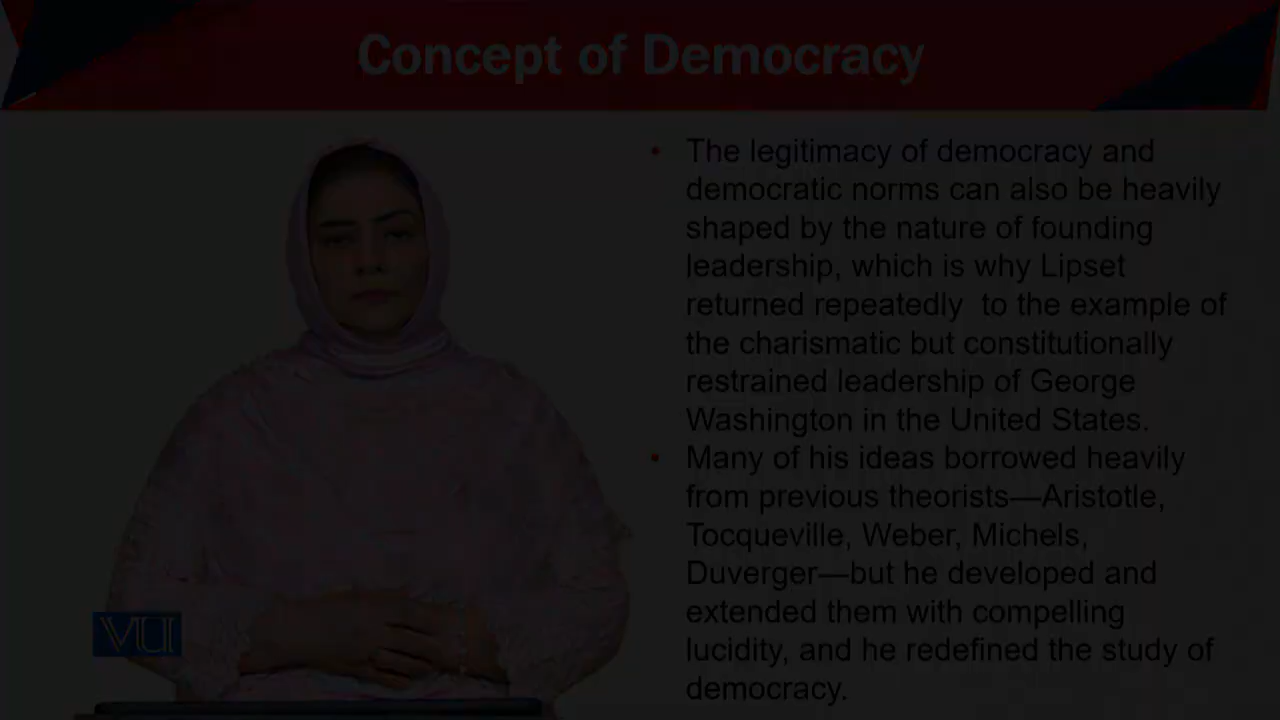 Concept of Democracy
• The legitimacy of democracy and
democratic norms can also be heavily
shaped by the nature of founding
leadership, which is why Lipset
returned repeatedly  to the example of
the charismatic but constitutionally
restrained leadership of George
Washington in the United States.
• Many of his ideas borrowed heavily
from previous theorists—Aristotle,
Tocqueville, Weber, Michels,
Duverger—but he developed and
extended them with compelling
lucidity, and he redefined the study of
democracy.
VU